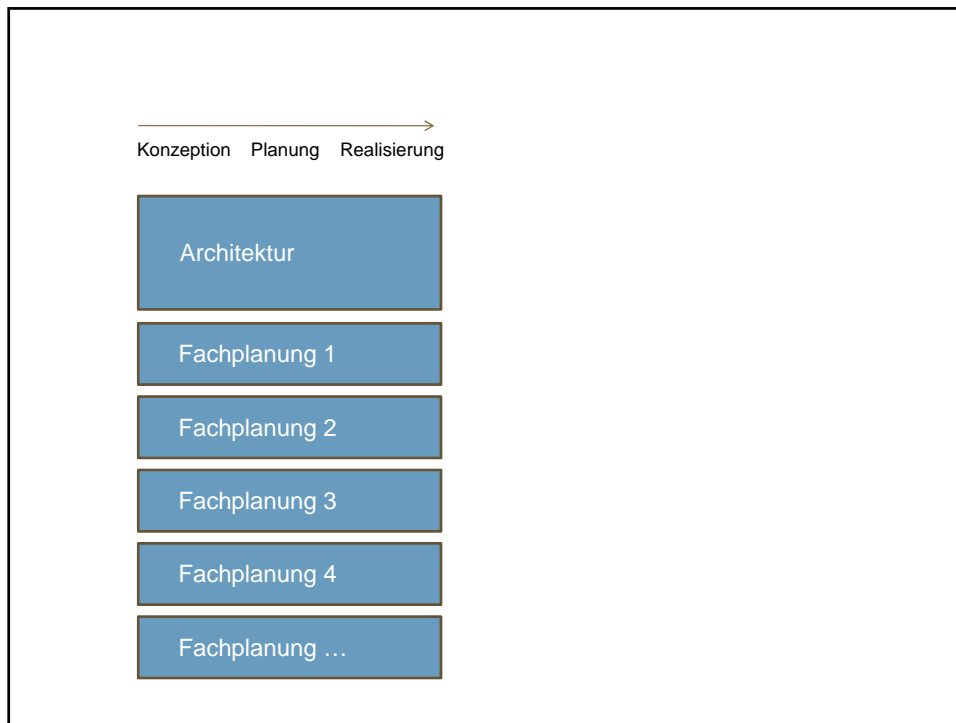 Konzeption Planung Realisierung
Architektur
Fachplanung 1
Fachplanung 2
Fachplanung 3
Fachplanung 4
Fachplanung …